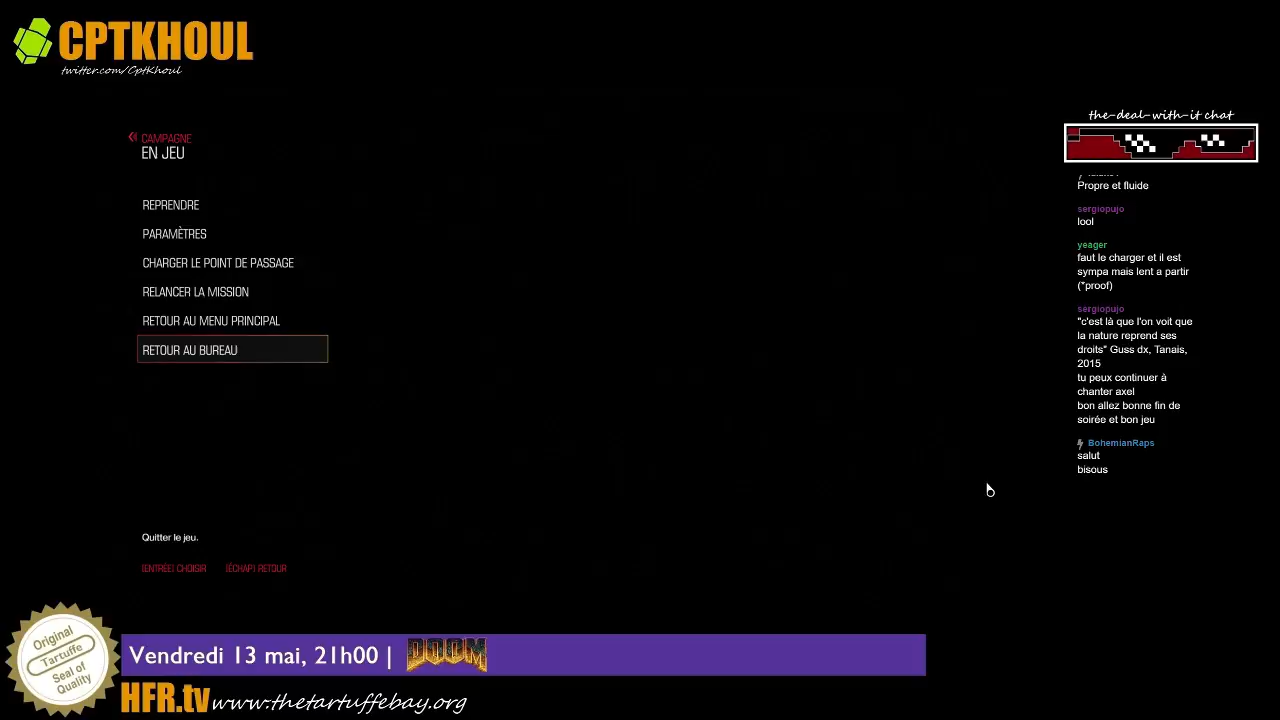 CPTKHOUL
twitter.com/CptKhoul
CAMPAGNE
EN JEU
REPRENDRE
PARAMÈTRES
CHARGER LE POINT DE PASSAGE
RELANCER LA MISSION
RETOUR AU MENU PRINCIPAL
RETOUR AU BUREAU
Quitter le jeu.
[ENTRÉE] CHOISIR [ÉCHAP] RETOUR
the-deal-with-it chat
Propre et fluide
sergiopujo
lool
yeager
faut le charger et il est
sympa mais lent a partir
(*proof)
sergiopujo
"c'est là que l'on voit que
la nature reprend ses
droits" Guss dx, Tanais,
2015
tu peux continuer à
chanter axel
bon allez bonne fin de
soirée et bon jeu
BohemianRaps
salut
bisous
Original
Tartuffe
Seal of
Quality
Vendredi 13 mai, 21h00 | DOOM
HFR.tv www.thetartuffebay.org